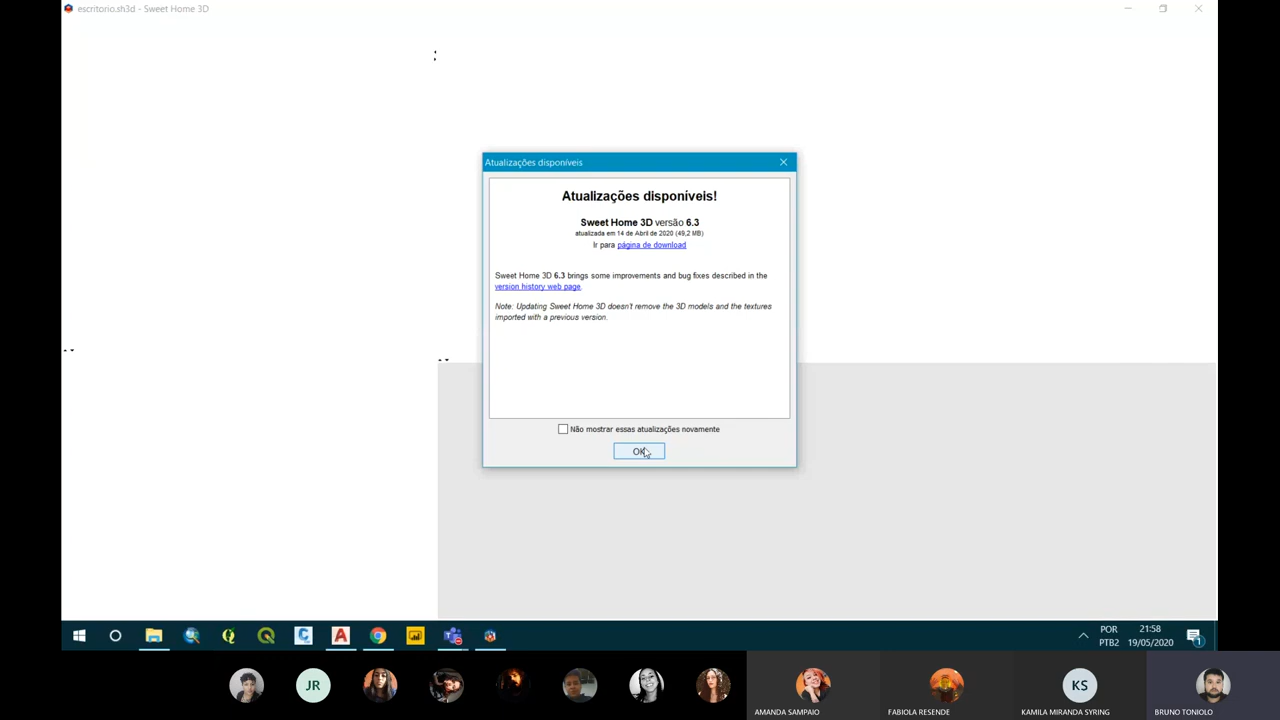 escritorio.sh3d - Sweet Home 3D
Atualizações disponíveis
Atualizações disponíveis!
Sweet Home 3D versão 6.3
atualizada em 14 de Abril de 2020 (49,2 MB)
Ir para página de download
Sweet Home 3D 6.3 brings some improvements and bug fixes described in the
version history web page.
Note: Updating Sweet Home 3D doesn't remove the 3D models and the textures
imported with a previous version.
Não mostrar essas atualizações novamente
OK
POR
PTB2
21:58
19/05/2020
1
JR
KS
AMANDA SAMPAIO
FABIOLA RESENDE
KAMILA MIRANDA SYRING
BRUNO TONIOLO